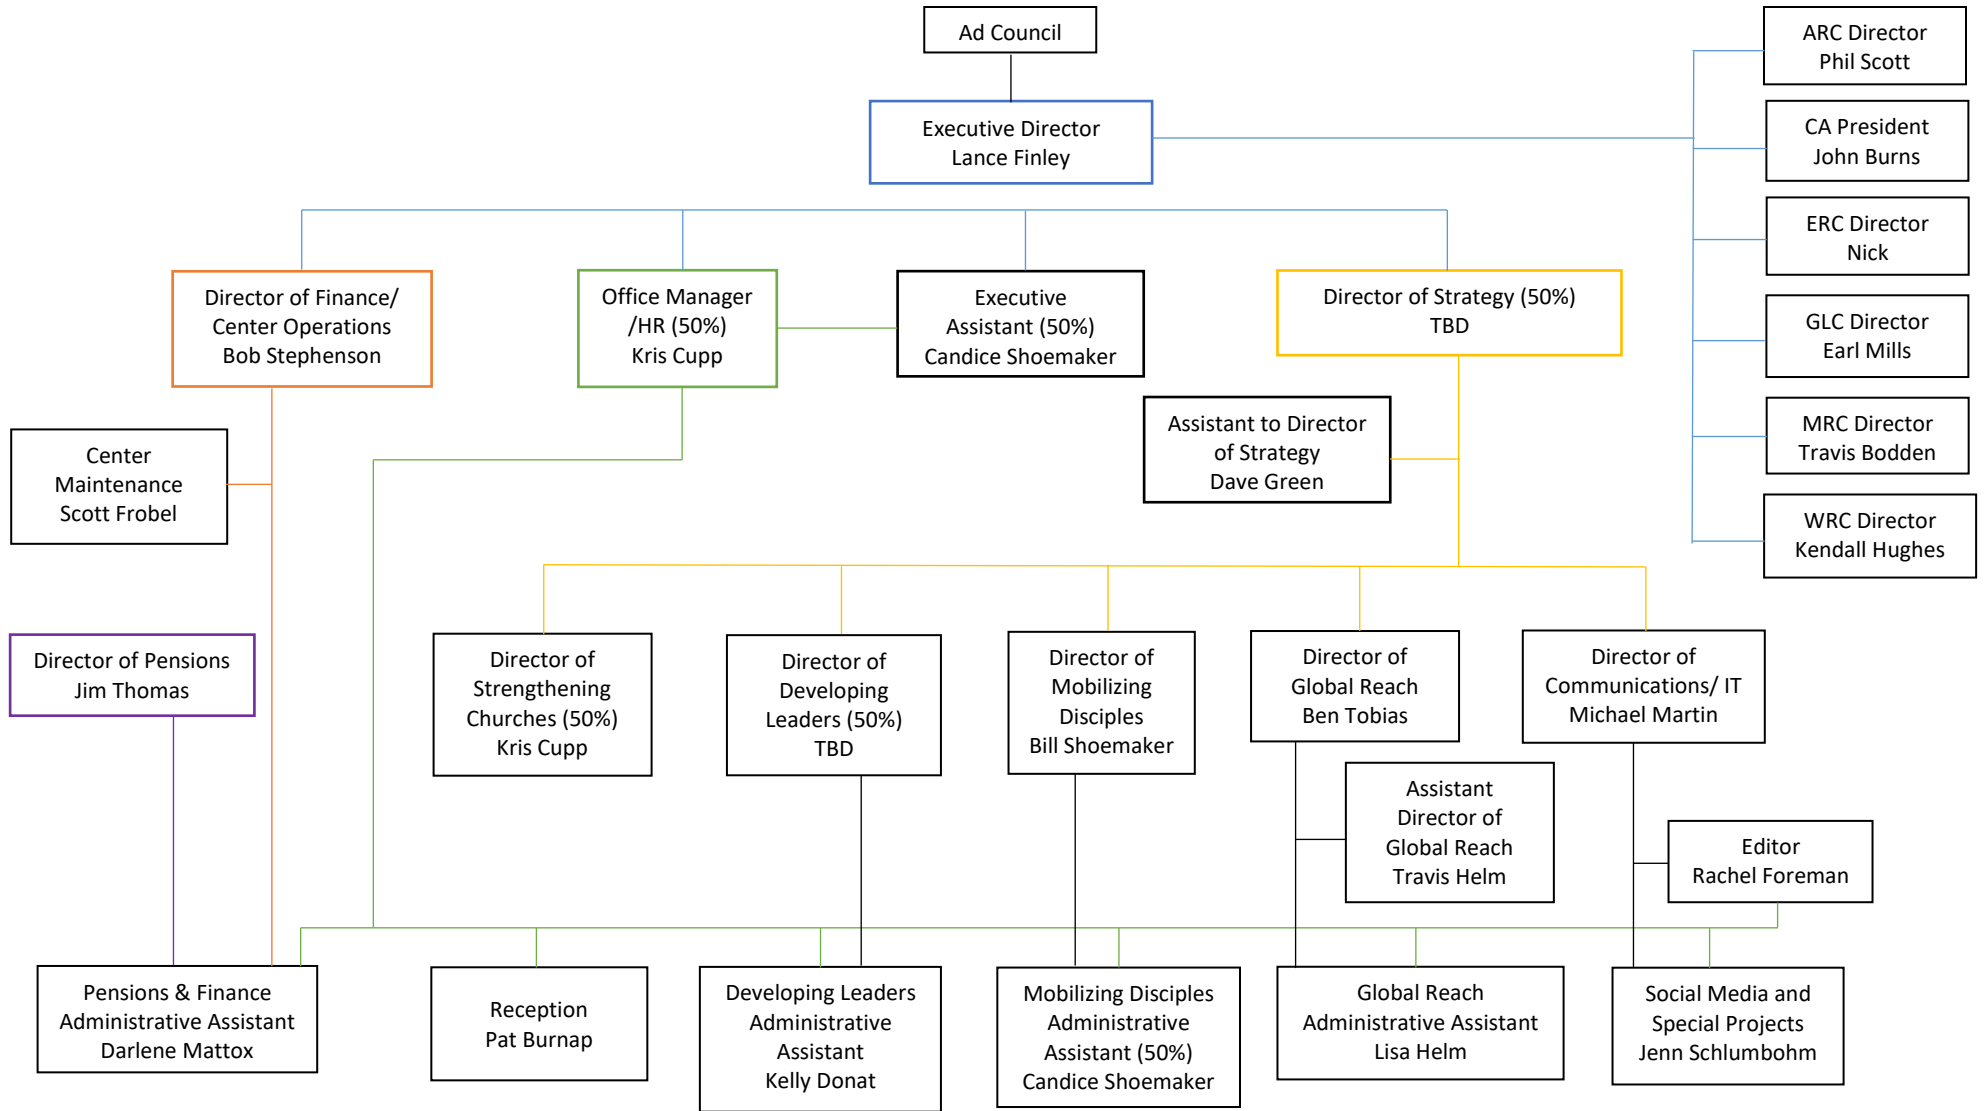 Ad Council
ARC Director
Phil Scott
Executive Director
Lance Finley
CA President
John Burns
ERC Director
Nick
GLC Director
Earl Mills
MRC Director
Travis Bodden
WRC Director
Kendall Hughes
Director of Finance/
Center Operations
Bob Stephenson
Office Manager
/HR (50%)
Kris Cupp
Executive
Assistant (50%)
Candice Shoemaker
Director of Strategy (50%)
TBD
Assistant to Director
of Strategy
Dave Green
Center
Maintenance
Scott Frobel
Director of Pensions
Jim Thomas
Director of
Strengthening
Churches (50%)
Kris Cupp
Director of
Developing
Leaders (50%)
TBD
Director of
Mobilizing
Disciples
Bill Shoemaker
Director of
Global Reach
Ben Tobias
Director of
Communications/ IT
Michael Martin
Assistant
Director of
Global Reach
Travis Helm
Editor
Rachel Foreman
Pensions & Finance
Administrative Assistant
Darlene Mattox
Reception
Pat Burnap
Developing Leaders
Administrative
Assistant
Kelly Donat
Mobilizing Disciples
Administrative
Assistant (50%)
Candice Shoemaker
Global Reach
Administrative Assistant
Lisa Helm
Social Media and
Special Projects
Jenn Schlumbohm